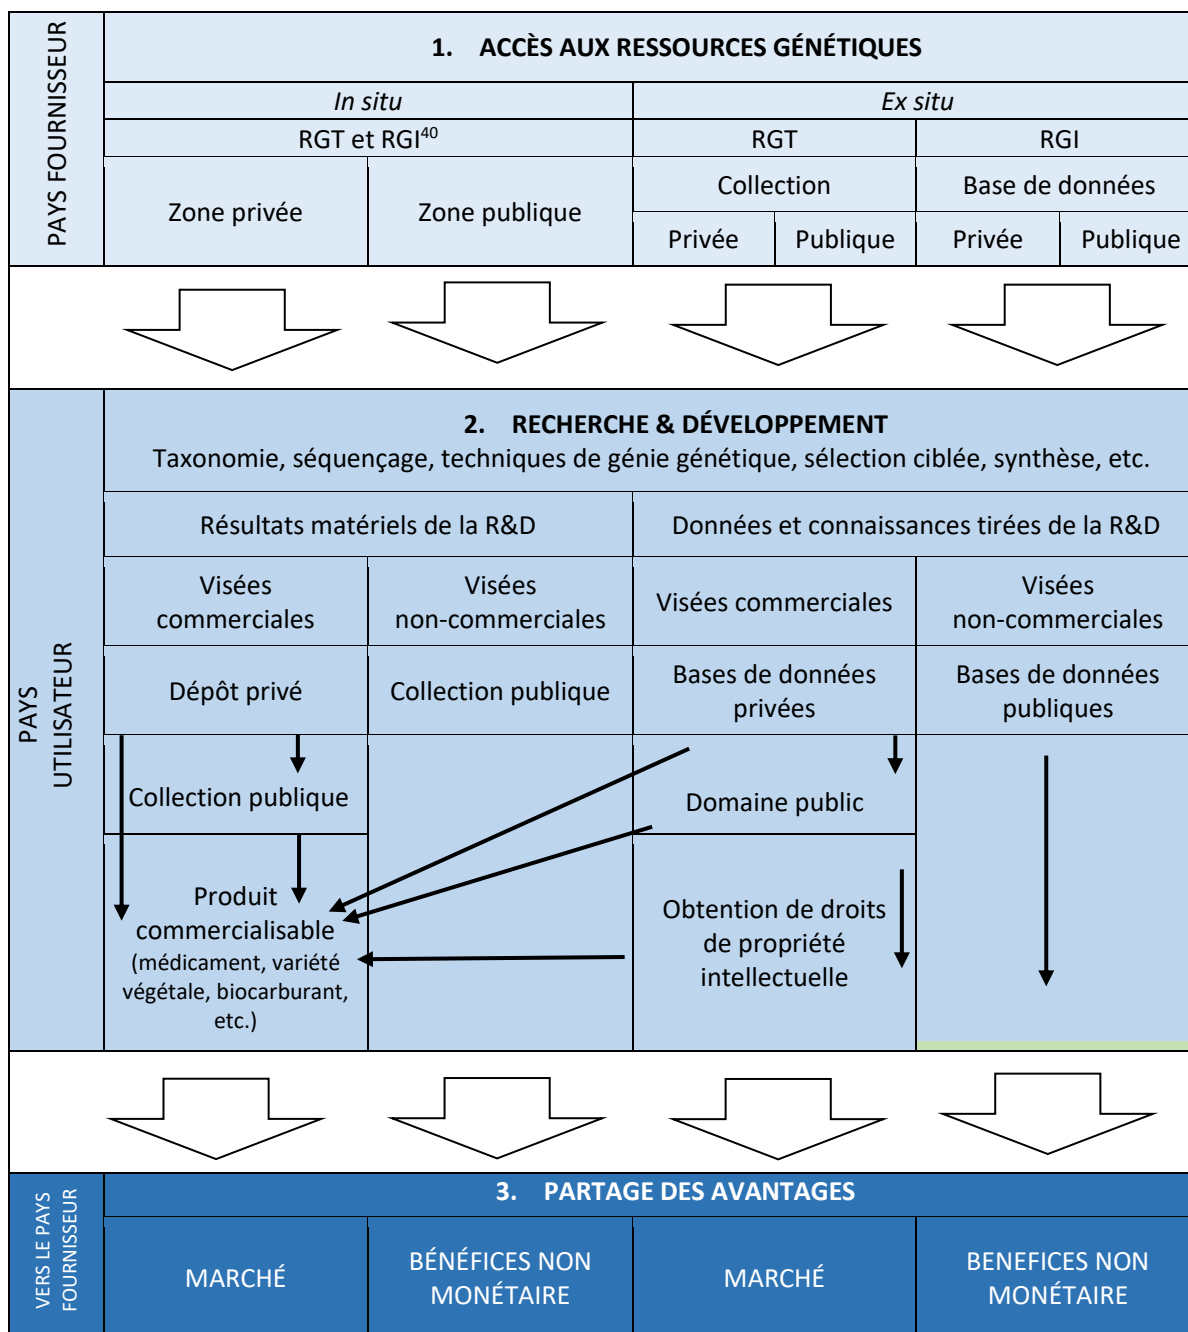 PAYS FOURNISSEUR
1. ACCÈS AUX RESSOURCES GÉNÉTIQUES
In situ
Ex situ
RGT et RGI40
RGT
RGI
Zone privée
Zone publique
Collection
Base de données
Privée
Publique
Privée
Publique
PAYS
UTILISATEUR
2. RECHERCHE & DÉVELOPPEMENT
Taxonomie, séquençage, techniques de génie génétique, sélection ciblée, synthèse, etc.
Résultats matériels de la R&D
Données et connaissances tirées de la R&D
Visées
commerciales
Visées
non-commerciales
Visées commerciales
Visées
non-commerciales
Dépôt privé
Collection publique
Bases de données
privées
Bases de données
publiques
Collection publique
Domaine public
Produit
commercialisable
(médicament, variété
végétale, biocarburant,
etc.)
Obtention de droits
de propriété
intellectuelle
VERS LE PAYS
FOURNISSEUR
3. PARTAGE DES AVANTAGES
MARCHÉ
BÉNÉFICES NON
MONÉTAIRE
MARCHÉ
BENEFICES NON
MONÉTAIRE